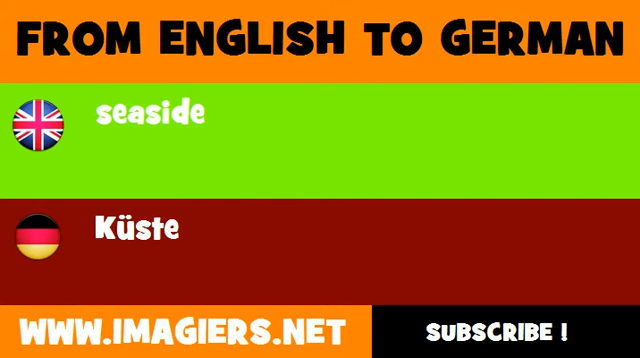 FROM ENGLISH TO GERMAN
seaside
Küste
WWW.IMAGIERS.NET
SUBSCRIBE !